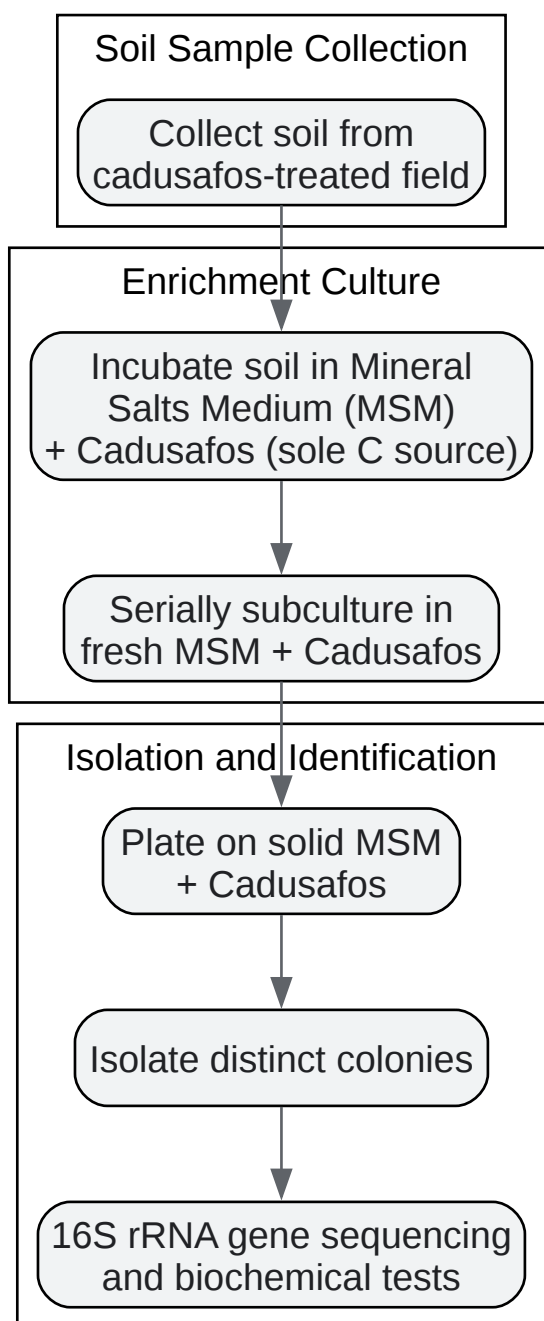 Soil Sample Collection
Collect soil from
cadusafos-treated field
Enrichment Culture
Incubate soil in Mineral
Salts Medium (MSM)
+ Cadusafos (sole C source)
Serially subculture in
fresh MSM + Cadusafos
Isolation and Identification
Plate on solid MSM
+ Cadusafos
Isolate distinct colonies
16S rRNA gene sequencing
and biochemical tests